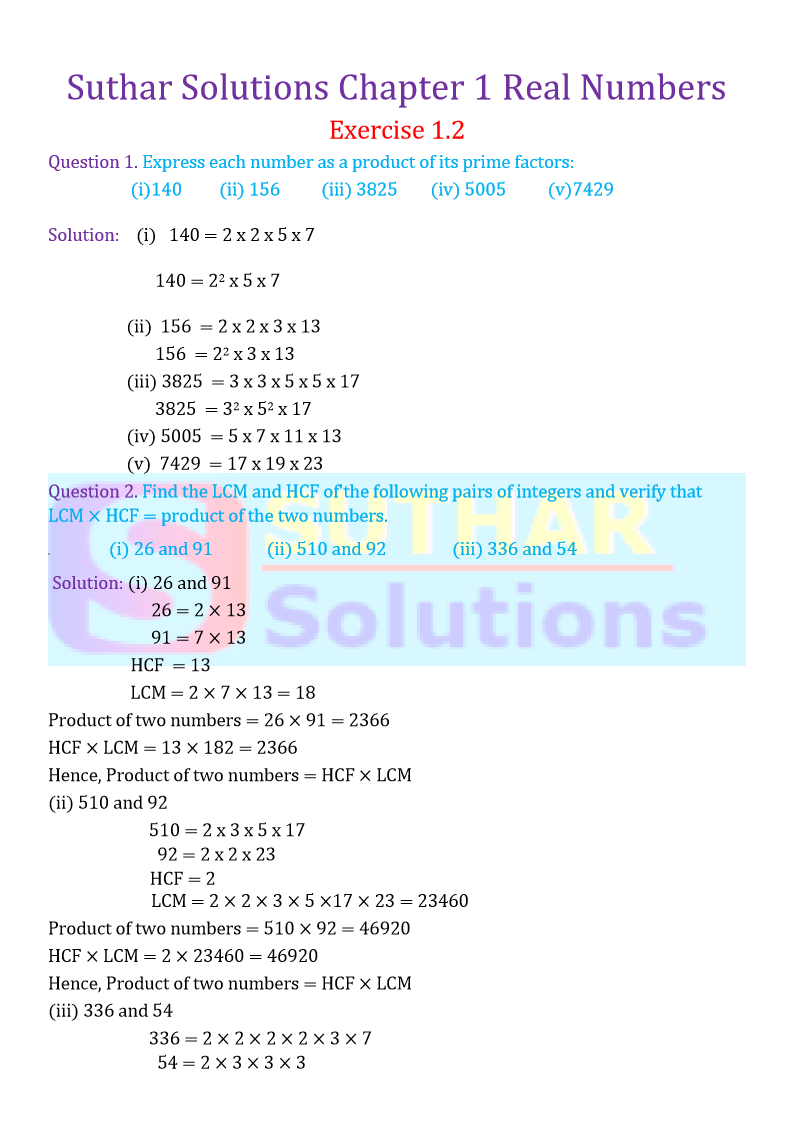 Suthar Solutions Chapter 1 Real Numbers
Exercise 1.2
Question 1. Express each number as a product of its prime factors:
(i)140 (ii) 156 (iii) 3825 (iv) 5005 (v)7429
Solution: (i) 140 = 2 x 2 x 5 x 7
140 = 2² x 5 x 7
(ii) 156 = 2 x 2 x 3 x 13
156 = 2² x 3 x 13
(iii) 3825 = 3 x 3 x 5 x 5 x 17
3825 = 3² x 5² x 17
(iv) 5005 = 5 x 7 x 11 x 13
(v) 7429 = 17 x 19 x 23
Question 2. Find the LCM and HCF of the following pairs of integers and verify that
LCM × HCF = product of the two numbers.
. (i) 26 and 91 (ii) 510 and 92 (iii) 336 and 54
SUTHAR
Solutions
Solution: (i) 26 and 91
26 = 2 × 13
91 = 7 × 13
HCF = 13
LCM = 2 × 7 × 13 = 18
Product of two numbers = 26 × 91 = 2366
HCF × LCM = 13 × 182 = 2366
Hence, Product of two numbers = HCF × LCM
(ii) 510 and 92
510 = 2 x 3 x 5 x 17
92 = 2 x 2 x 23
HCF = 2
LCM = 2 × 2 × 3 × 5 ×17 × 23 = 23460
Product of two numbers = 510 × 92 = 46920
HCF × LCM = 2 × 23460 = 46920
Hence, Product of two numbers = HCF × LCM
(iii) 336 and 54
336 = 2 × 2 × 2 × 2 × 3 × 7
54 = 2 × 3 × 3 × 3